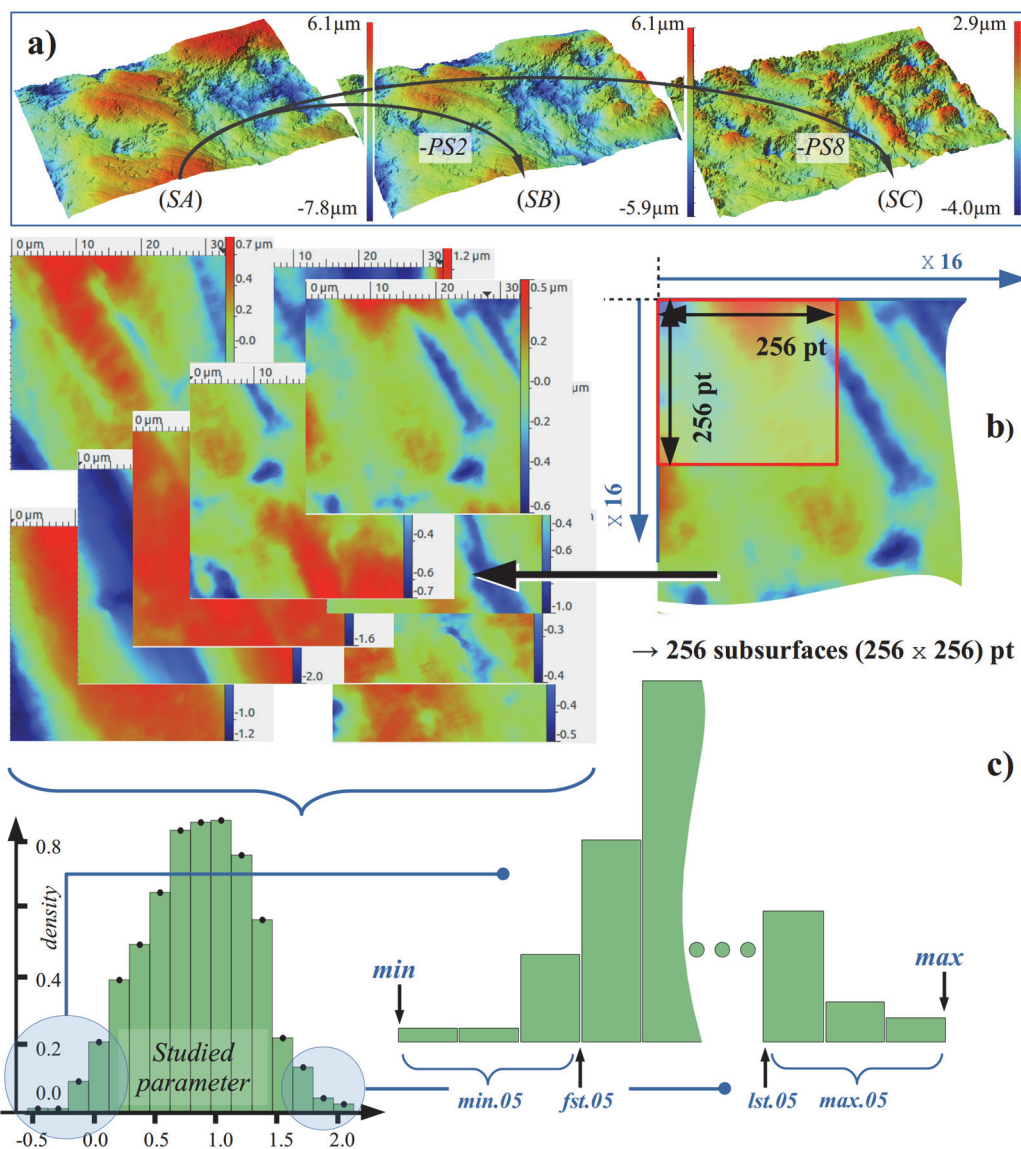 a)
6.1µm
6.1µm
2.9µm
-PS2
-PS8
(SA)
(SB)
(SC)
-7.8µm
-5.9µm
-4.0µm
0 µm 10 20 30 0.7 µm
0.4
0.2
-0.0
10 20 30 1.2 µm
0 µm 10 20 30 0.5 µm
0.2
-0.0
-0.2
-0.4
-0.6
0 µm 10
-0.4
-0.6
-0.7
0 µm
-1.6
0 µm
-2.0
0 µm
-1.0
-1.2
-0.4
-0.6
-1.0
-0.3
-0.4
-0.4
-0.5
x 16
256 pt
256 pt
x 16
b)
→ 256 subsurfaces (256 x 256) pt
c)
0.8
density
0.4
0.2
0.0
Studied
parameter
-0.5 0.0 0.5 1.0 1.5 2.0
min
max
min.05
fst.05
lst.05
max.05